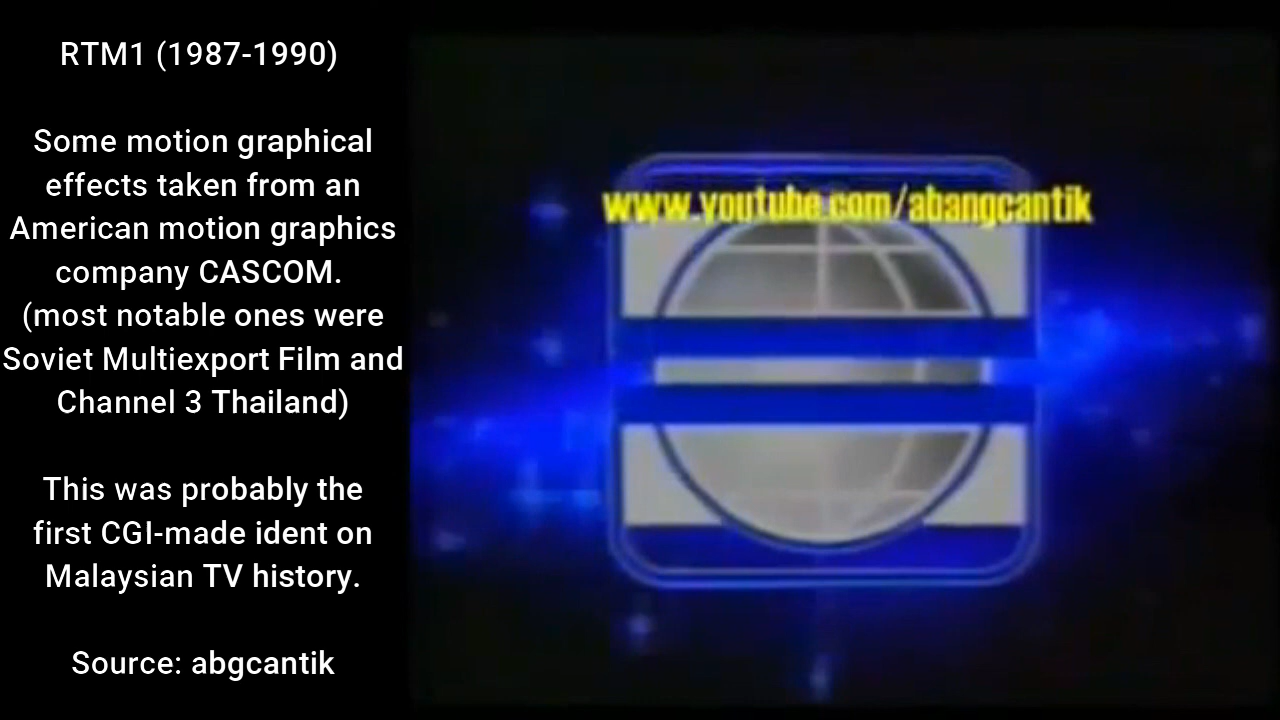 RTM1 (1987-1990)
Some motion graphical
effects taken from an
American motion graphics
company CASCOM.
(most notable ones were
Soviet Multiexport Film and
Channel 3 Thailand)
This was probably the
first CGI-made ident on
Malaysian TV history.
Source: abgcantik
www.youtube.com/abangcantik